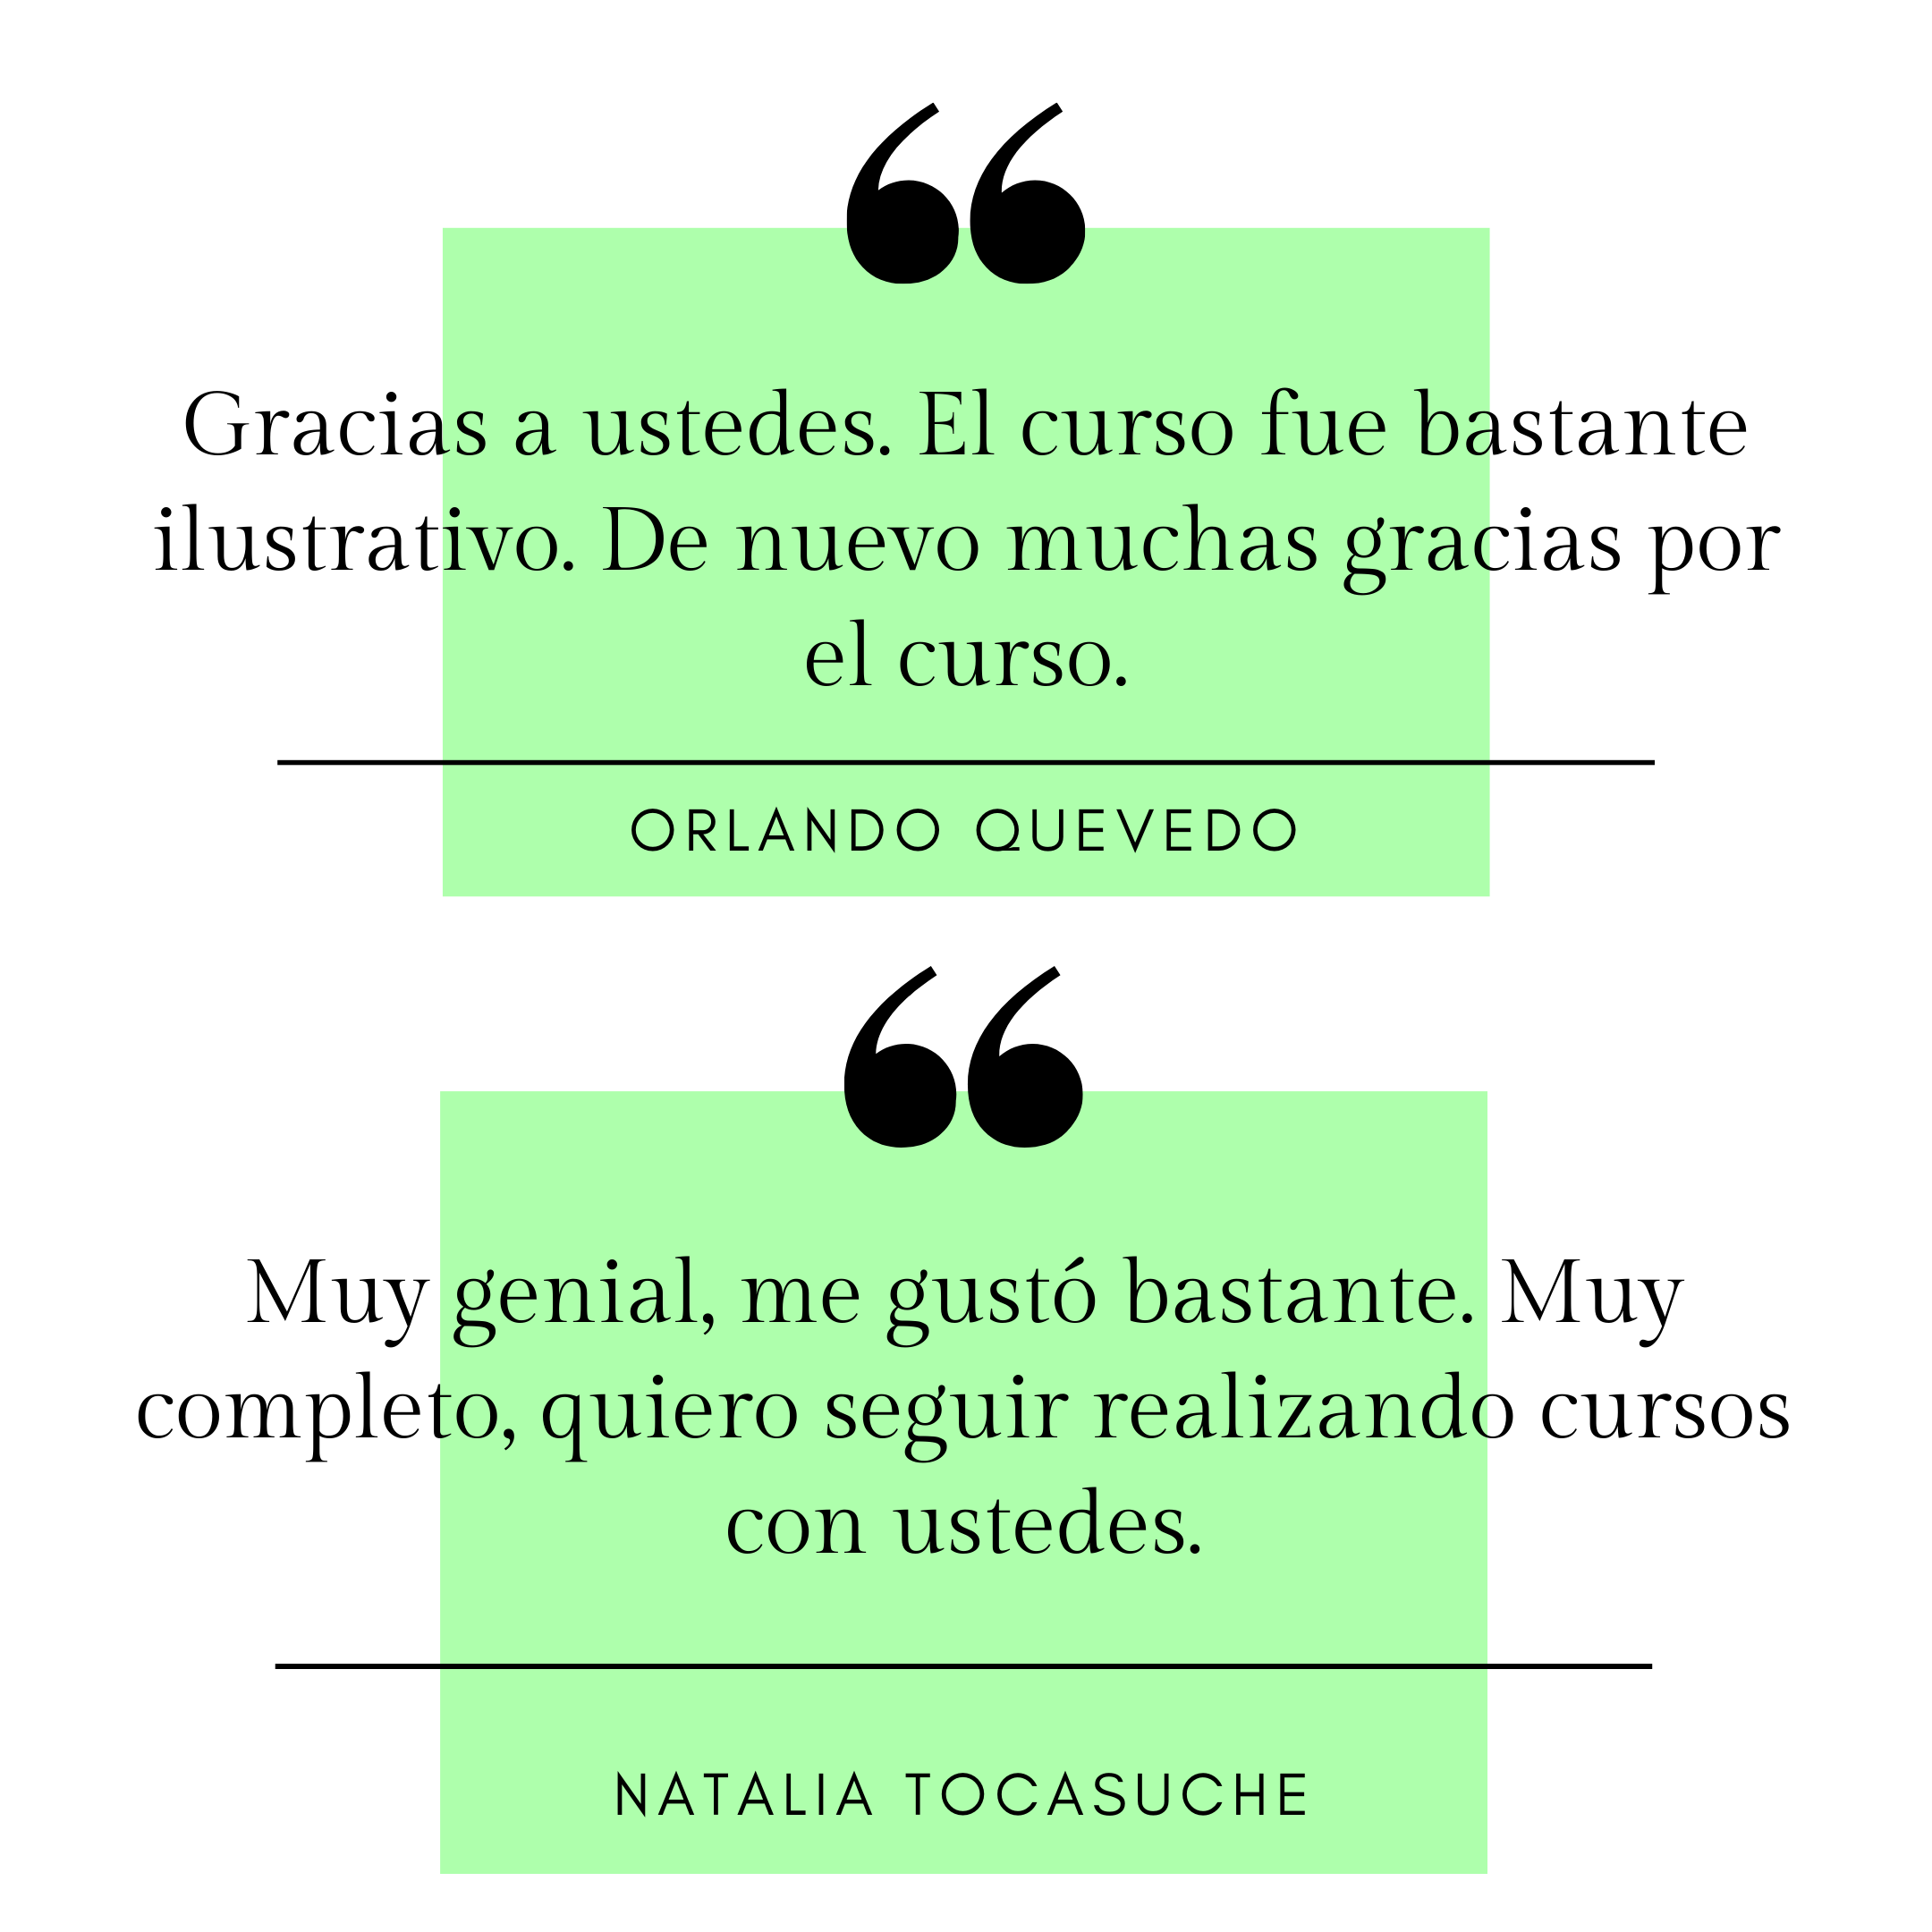 “
Gracias a ustedes. El curso fue bastante
ilustrativo. De nuevo muchas gracias por
el curso.
ORLANDO QUEVEDO
“
Muy genial, me gustó bastante. Muy
completo, quiero seguir realizando cursos
con ustedes.
NATALIA TOCASUCHE